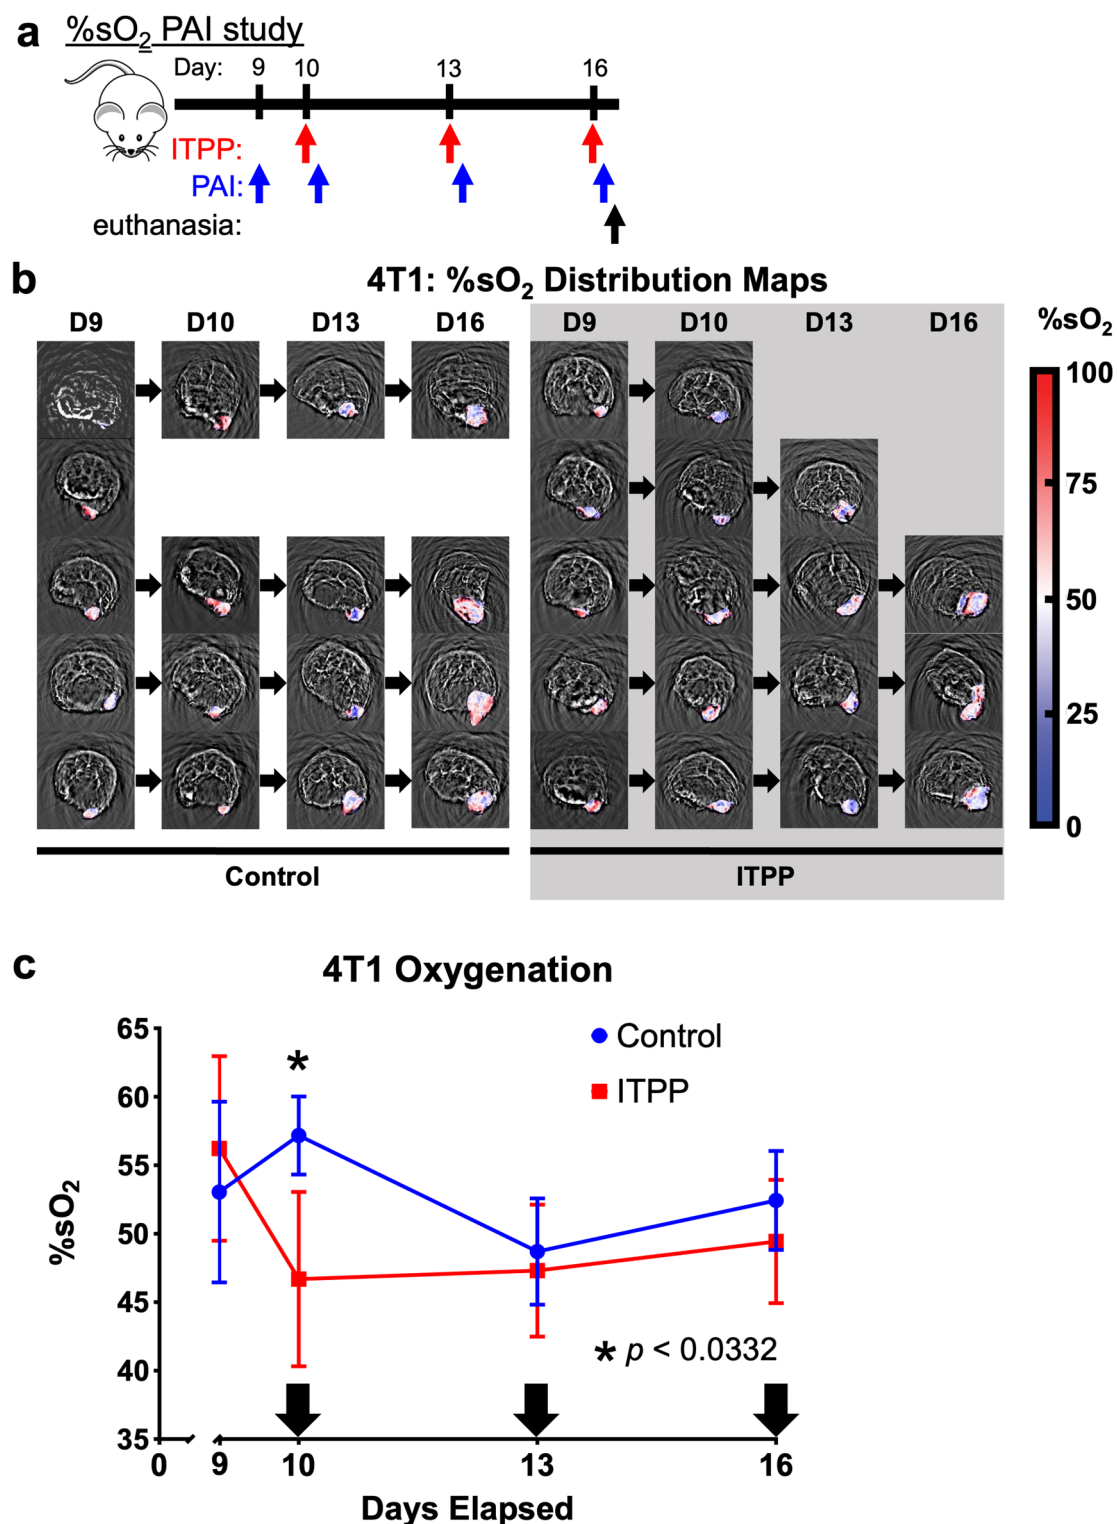 a %sO₂ PAI study
Day: 9 10 13 16
ITPP:
PAI:
euthanasia:
b 4T1: %sO₂ Distribution Maps
D9 D10 D13 D16 D9 D10 D13 D16 %sO₂
100
75
50
25
0
Control ITPP
c 4T1 Oxygenation
Control
ITPP
*
%sO₂
65
60
55
50
45
40
35
* p < 0.0332
0 9 10 13 16
Days Elapsed